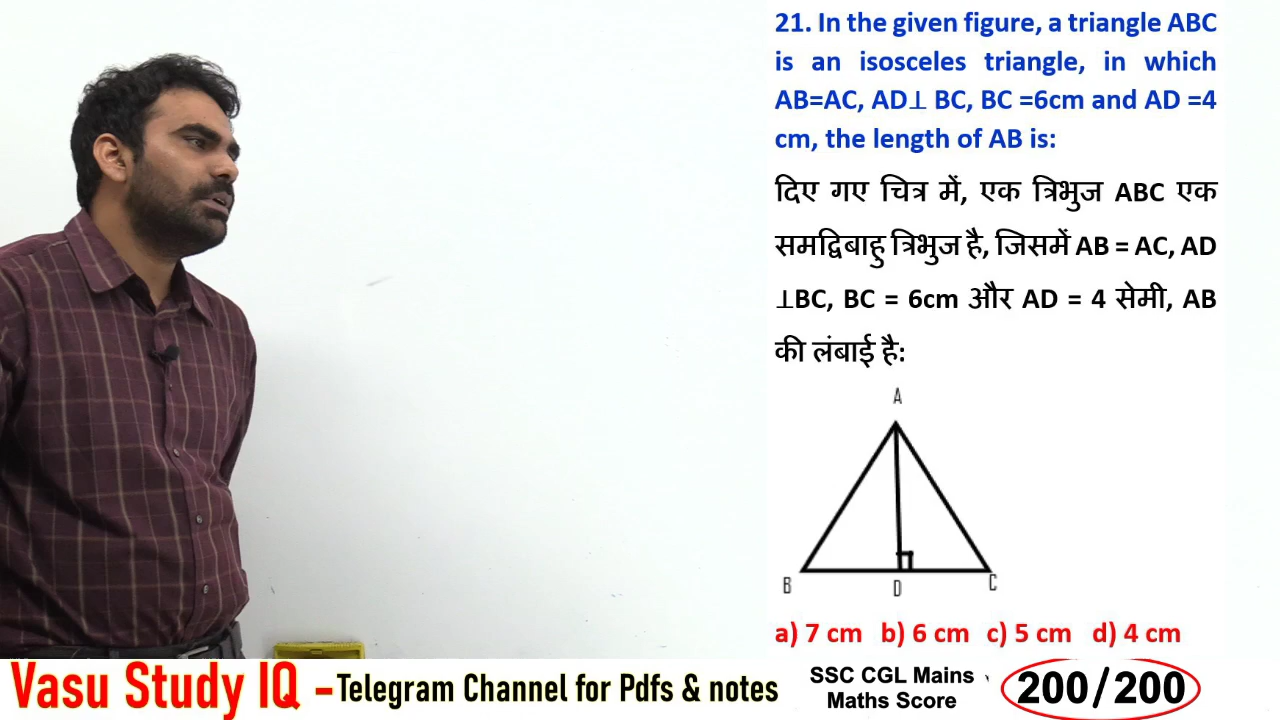 21. In the given figure, a triangle ABC
is an isosceles triangle, in which
AB=AC, AD⊥ BC, BC =6cm and AD =4
cm, the length of AB is:
दिए गए चित्र में, एक त्रिभुज ABC एक
समद्विबाहु त्रिभुज है, जिसमें AB = AC, AD
⊥BC, BC = 6cm और AD = 4 सेमी, AB
की लंबाई है:
A
B D C
a) 7 cm b) 6 cm c) 5 cm d) 4 cm
Vasu Study IQ - Telegram Channel for Pdfs & notes
SSC CGL Mains
Maths Score
200/200